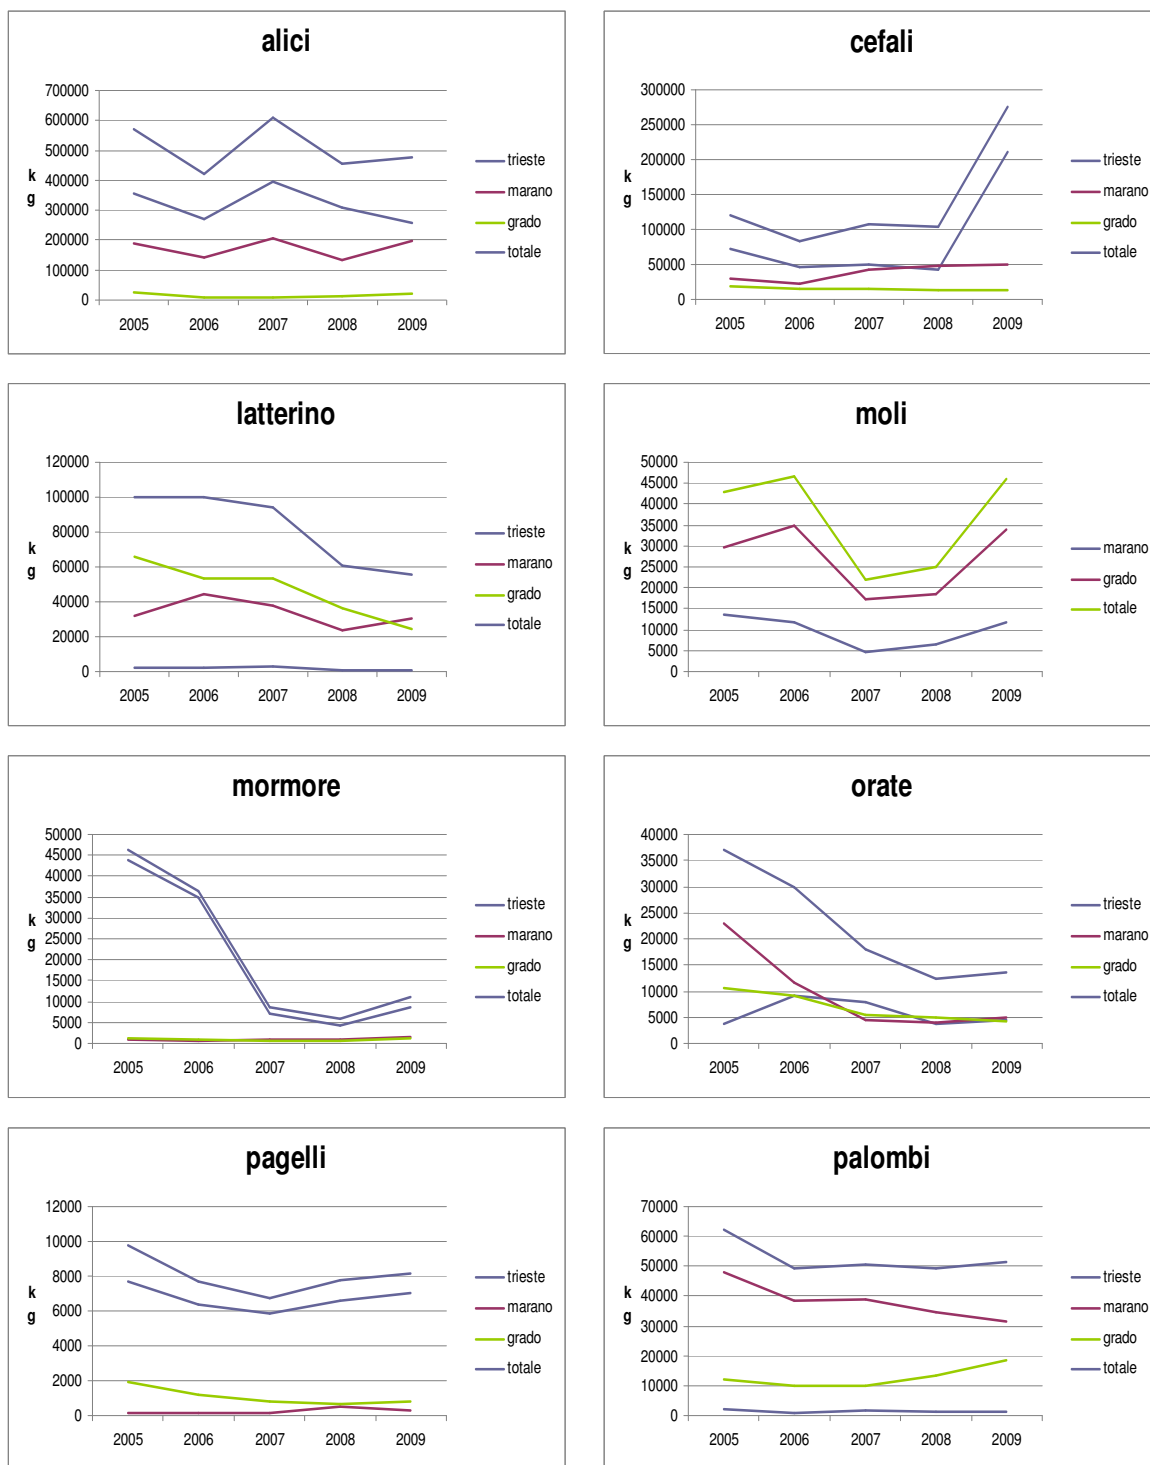 alici
700000
600000
500000
400000
300000
200000
100000
0
k
g
2005 2006 2007 2008 2009
trieste
marano
grado
totale
cefali
300000
250000
200000
150000
100000
50000
0
k
g
2005 2006 2007 2008 2009
trieste
marano
grado
totale
latterino
120000
100000
80000
60000
40000
20000
0
k
g
2005 2006 2007 2008 2009
trieste
marano
grado
totale
moli
50000
45000
40000
35000
30000
25000
20000
15000
10000
5000
0
k
g
2005 2006 2007 2008 2009
marano
grado
totale
mormore
50000
45000
40000
35000
30000
25000
20000
15000
10000
5000
0
k
g
2005 2006 2007 2008 2009
trieste
marano
grado
totale
orate
40000
35000
30000
25000
20000
15000
10000
5000
0
k
g
2005 2006 2007 2008 2009
trieste
marano
grado
totale
pagelli
12000
10000
8000
6000
4000
2000
0
k
g
2005 2006 2007 2008 2009
trieste
marano
grado
totale
palombi
70000
60000
50000
40000
30000
20000
10000
0
k
g
2005 2006 2007 2008 2009
trieste
marano
grado
totale